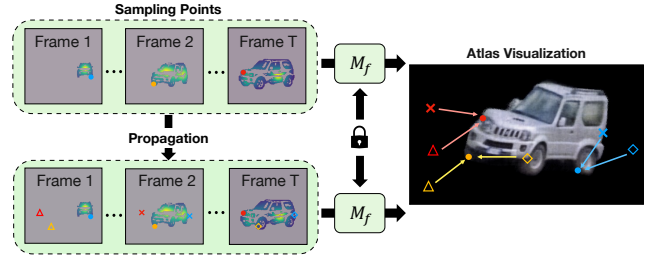 Sampling Points
Frame 1
Frame 2
Frame T
M_f
Atlas Visualization
Propagation
Frame 1
Frame 2
Frame T
M_f